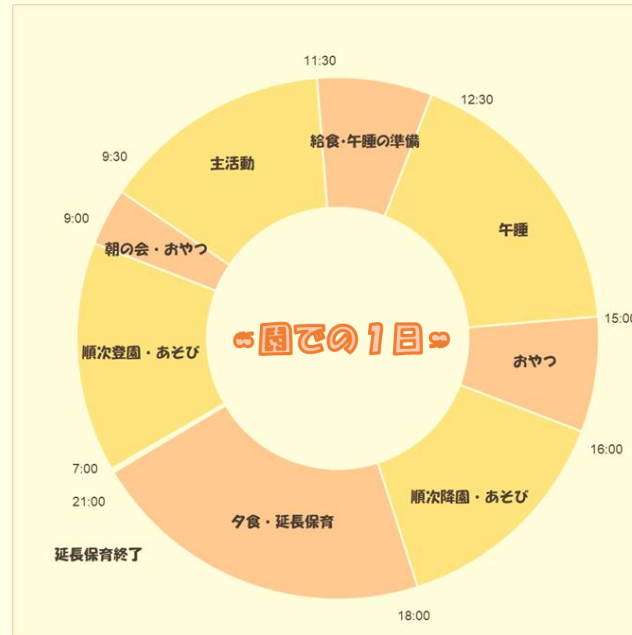 ~園での1日~
7:00
順次登園・あそび
9:00
朝の会・おやつ
9:30
主活動
11:30
給食・午睡の準備
12:30
午睡
15:00
おやつ
16:00
順次降園・あそび
18:00
夕食・延長保育
21:00
延長保育終了